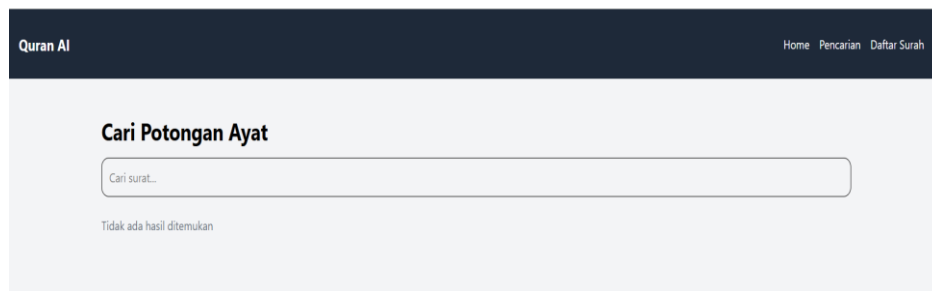 Quran AI
Home Pencarian Daftar Surah
Cari Potongan Ayat
Cari surat...
Tidak ada hasil ditemukan